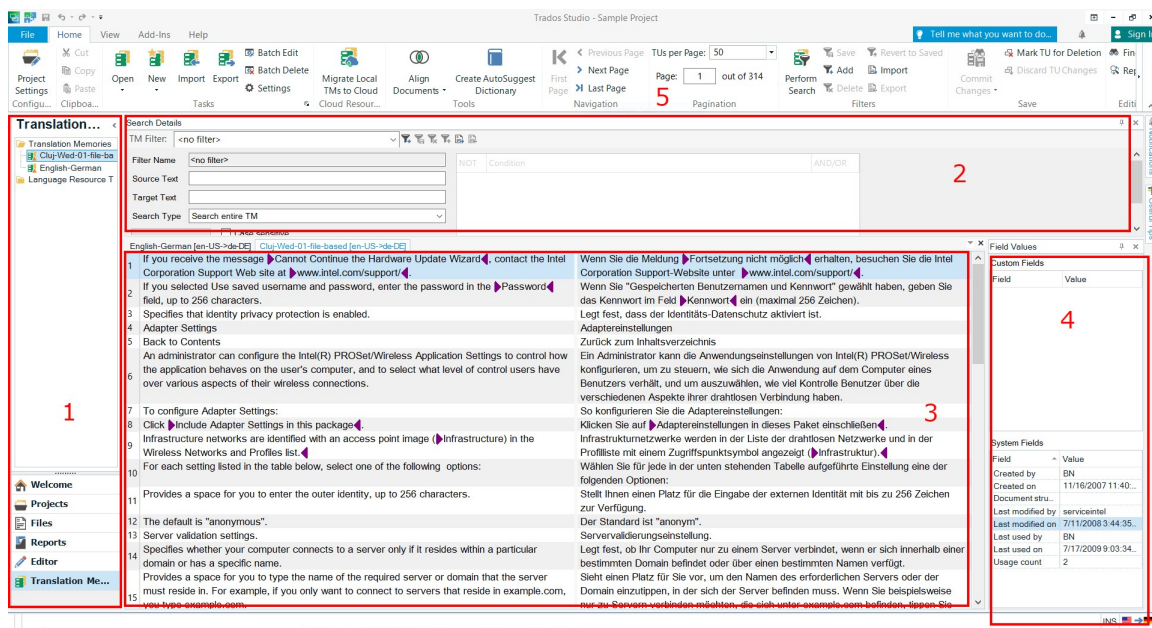 Trados Studio - Sample Project
File Home View Add-Ins Help
Tell me what you want to do...
Sign In
Project Settings
Cut
Copy
Paste
Open New Import Export
Batch Edit
Batch Delete
Settings
Migrate Local TMs to Cloud
Align Documents
Create AutoSuggest Dictionary
First Page
Previous Page
Next Page
Last Page
TUs per Page: 50
Page: 1 out of 314
5
Perform Search
Save
Add
Delete
Revert to Saved
Import
Export
Commit Changes
Mark TU for Deletion
Discard TU Changes
Fin
Configu... Clipboa... Tasks Cloud Resour... Tools Navigation Pagination Filters Save Editi
Translation...
Translation Memories
Cluj-Wed-01-file-ba
English-German
Language Resource T
1
Welcome
Projects
Files
Reports
Editor
Translation Me...
Search Details
TM Filter: <no filter>
Filter Name <no filter>
Source Text
Target Text
Search Type Search entire TM
NOT Condition AND/OR
2
English-German [en-US->de-DE] Cluj-Wed-01-file-based [en-US->de-DE]
1 If you receive the message Cannot Continue the Hardware Update Wizard, contact the Intel
Corporation Support Web site at www.intel.com/support/.
Wenn Sie die Meldung Fortsetzung nicht möglich erhalten, besuchen Sie die Intel
Corporation Support-Website unter www.intel.com/support/.
2 If you selected Use saved username and password, enter the password in the Password
field, up to 256 characters.
Wenn Sie "Gespeicherten Benutzernamen und Kennwort" gewählt haben, geben Sie
das Kennwort im Feld Kennwort ein (maximal 256 Zeichen).
3 Specifies that identity privacy protection is enabled.
Legt fest, dass der Identitäts-Datenschutz aktiviert ist.
4 Adapter Settings
Adaptereinstellungen
5 Back to Contents
Zurück zum Inhaltsverzeichnis
6 An administrator can configure the Intel(R) PROSet/Wireless Application Settings to control how
the application behaves on the user's computer, and to select what level of control users have
over various aspects of their wireless connections.
Ein Administrator kann die Anwendungseinstellungen von Intel(R) PROSet/Wireless
konfigurieren, um zu steuern, wie sich die Anwendung auf dem Computer eines
Benutzers verhält, und um auszuwählen, wie viel Kontrolle Benutzer über die
verschiedenen Aspekte ihrer drahtlosen Verbindung haben.
7 To configure Adapter Settings:
So konfigurieren Sie die Adaptereinstellungen:
8 Click Include Adapter Settings in this package.
Klicken Sie auf Adaptereinstellungen in dieses Paket einschließen.
3
9 Infrastructure networks are identified with an access point image (Infrastructure) in the
Wireless Networks and Profiles list.
Infrastrukturnetzwerke werden in der Liste der drahtlosen Netzwerke und in der
Profilliste mit einem Zugriffspunktsymbol angezeigt (Infrastruktur).
10 For each setting listed in the table below, select one of the following options:
Wählen Sie für jede in der unten stehenden Tabelle aufgeführte Einstellung eine der
folgenden Optionen:
11 Provides a space for you to enter the outer identity, up to 256 characters.
Stellt Ihnen einen Platz für die Eingabe der externen Identität mit bis zu 256 Zeichen
zur Verfügung.
12 The default is "anonymous".
Der Standard ist "anonym".
13 Server validation settings.
Servervalidierungseinstellung.
14 Specifies whether your computer connects to a server only if it resides within a particular
domain or has a specific name.
Legt fest, ob Ihr Computer nur zu einem Server verbindet, wenn er sich innerhalb einer
bestimmten Domain befindet oder über einen bestimmten Namen verfügt.
15 Provides a space for you to type the name of the required server or domain that the server
must reside in. For example, if you only want to connect to servers that reside in example.com,
you type example.com.
Sieht einen Platz für Sie vor, um den Namen des erforderlichen Servers oder der
Domain einzutippen, in der sich der Server befinden muss. Wenn Sie beispielsweise
nur zu Servern verbinden möchten, die sich unter example.com befinden, tippen Sie
Field Values
Custom Fields
Field Value
4
System Fields
Field Value
Created by BN
Created on 11/16/2007 11:40:..
Document stru...
Last modified by serviceintel
Last modified on 7/11/2008 3:44:35..
Last used by BN
Last used on 7/17/2009 9:03:34..
Usage count 2
INS